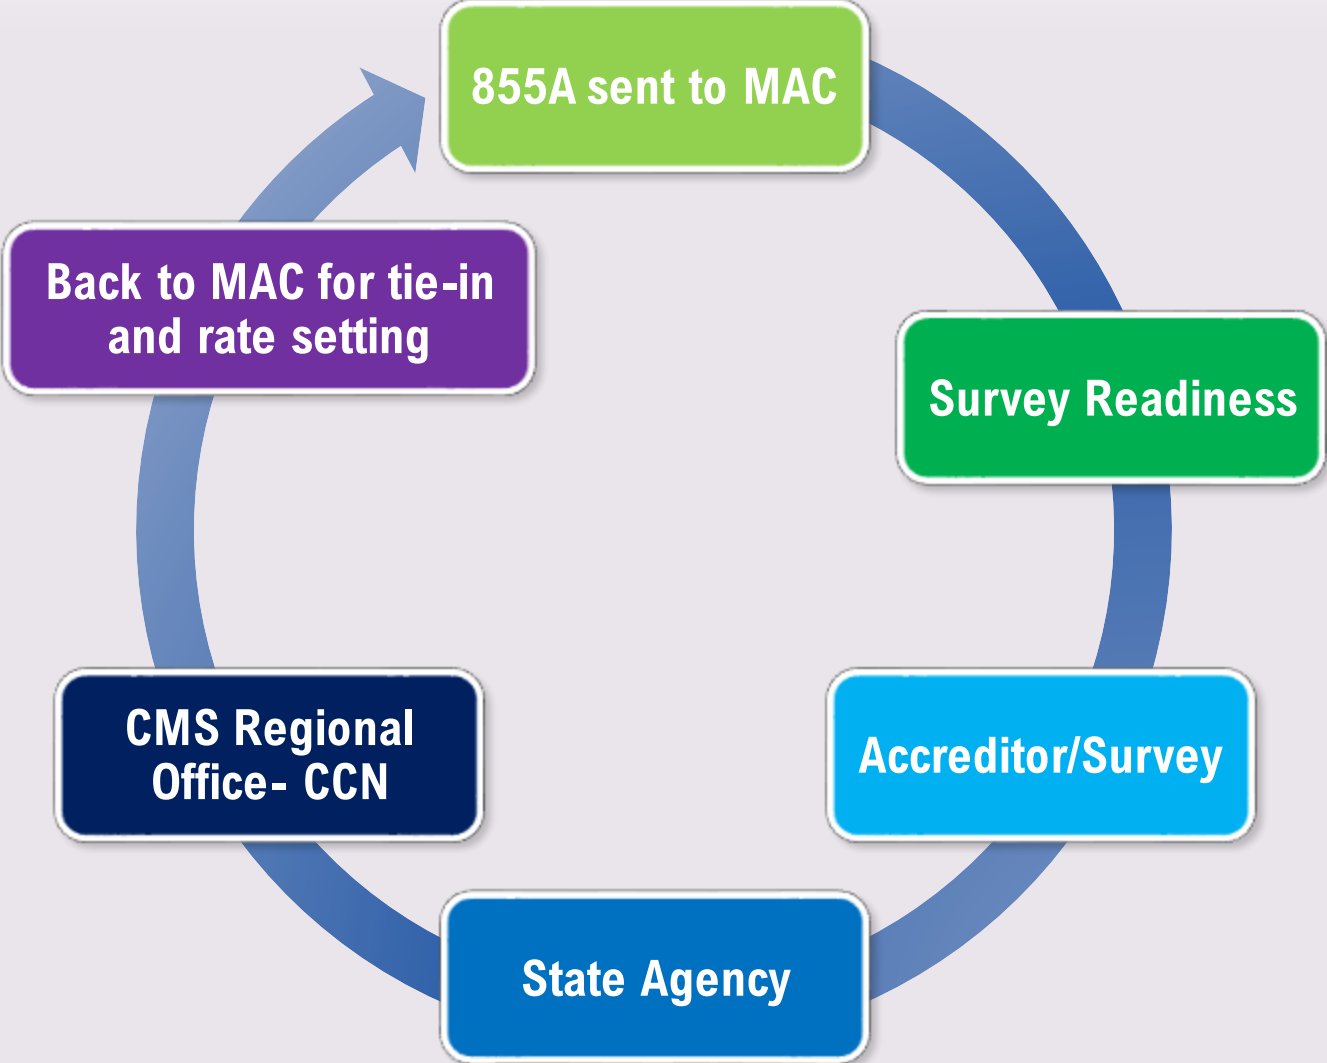 855A sent to MAC
Survey Readiness
Accreditor/Survey
State Agency
CMS Regional
Office- CCN
Back to MAC for tie-in
and rate setting